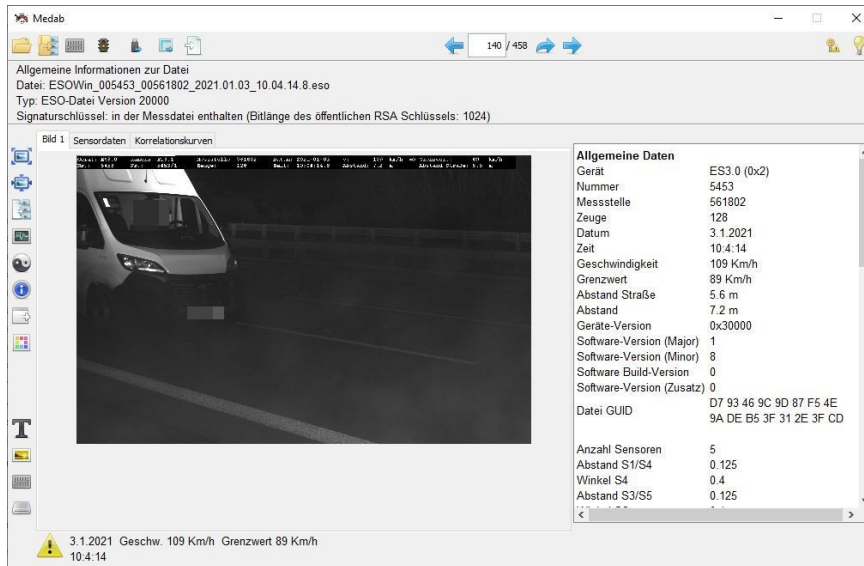 Medab
140 / 458
Allgemeine Informationen zur Datei
Datei: ESOWin_005453_00561802_2021.01.03_10.04.14.8.eso
Typ: ESO-Datei Version 20000
Signaturschlüssel: in der Messdatei enthalten (Bitlänge des öffentlichen RSA Schlüssels: 1024)
Bild 1 Sensordaten Korrelationskurven
Allgemeine Daten
Gerät ES3.0 (0x2)
Nummer 5453
Messstelle 561802
Zeuge 128
Datum 3.1.2021
Zeit 10:4:14
Geschwindigkeit 109 Km/h
Grenzwert 89 Km/h
Abstand Straße 5.6 m
Abstand 7.2 m
Geräte-Version 0x30000
Software-Version (Major) 1
Software-Version (Minor) 8
Software Build-Version 0
Software-Version (Zusatz) 0
Datei GUID D7 93 46 9C 9D 87 F5 4E
9A DE B5 3F 31 2E 3F CD
Anzahl Sensoren 5
Abstand S1/S4 0.125
Winkel S4 0.4
Abstand S3/S5 0.125
3.1.2021 Geschw. 109 Km/h Grenzwert 89 Km/h
10:4:14